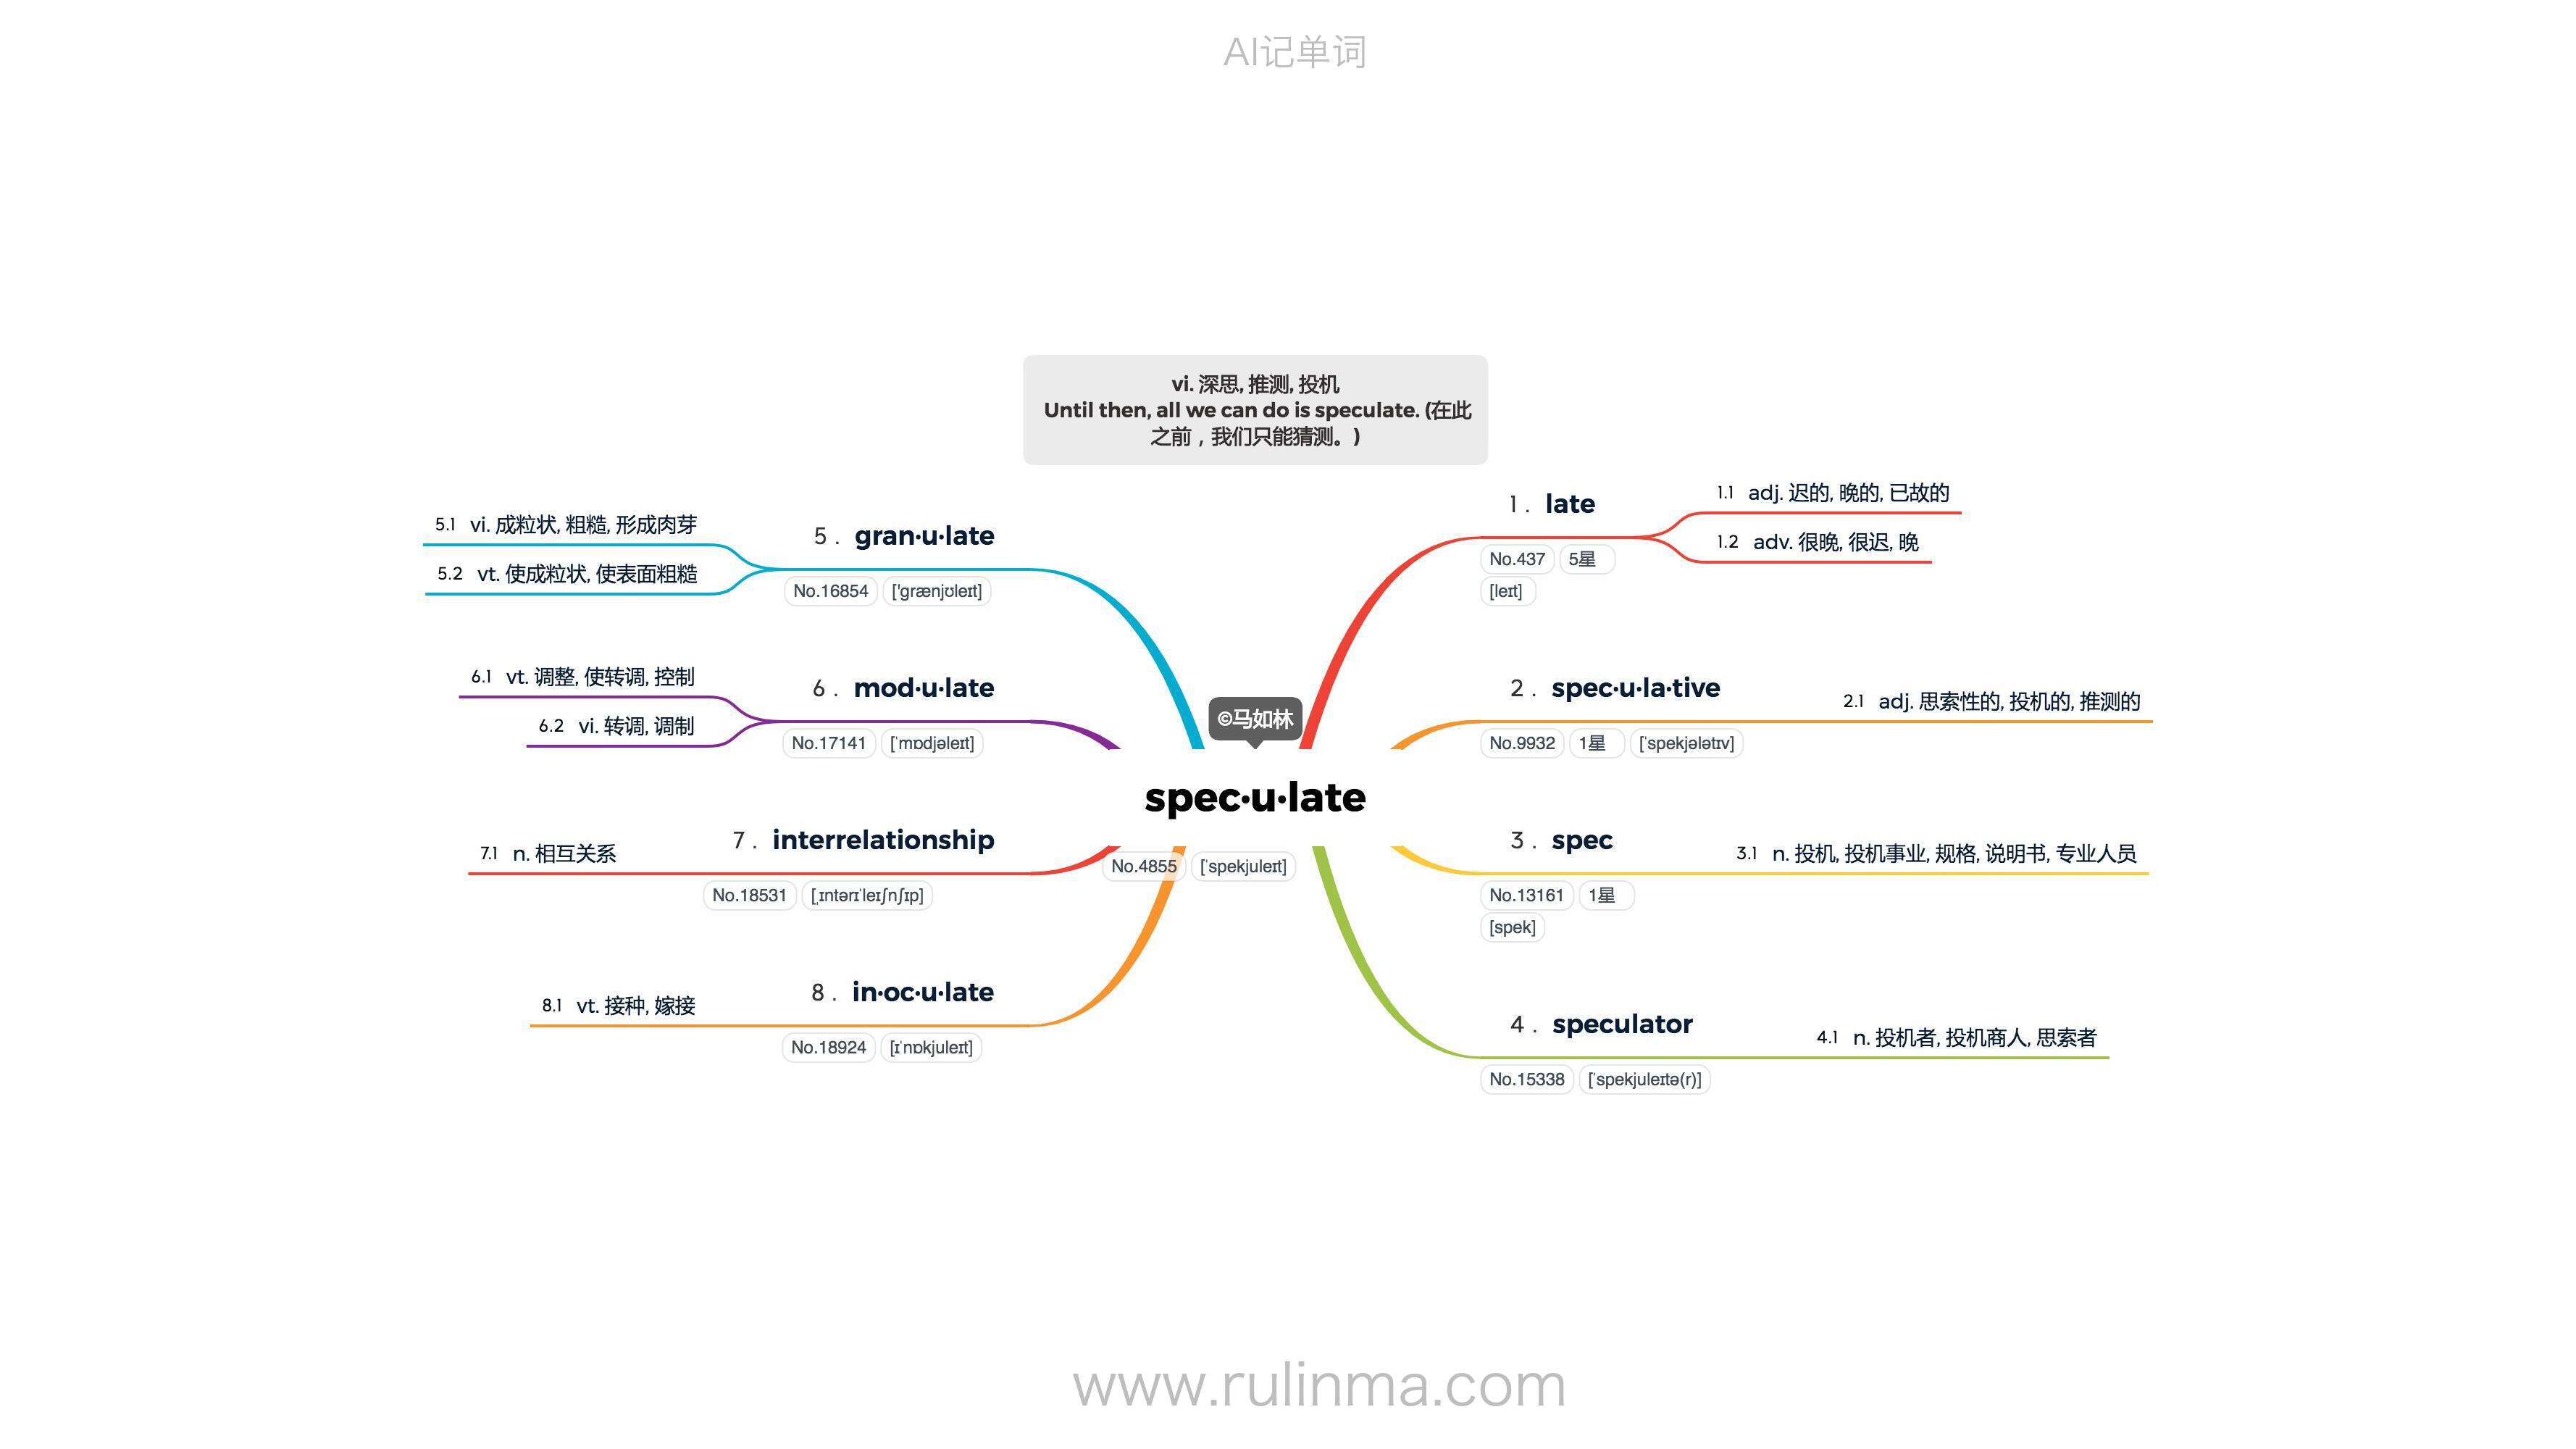 AI记单词
vi. 深思, 推测, 投机
Until then, all we can do is speculate. (在此
之前，我们只能猜测。)
©马如林
spec·u·late
No.4855 [ˈspekjuleɪt]
1. late
No.437 5星
[leɪt]
1.1 adj. 迟的, 晚的, 已故的
1.2 adv. 很晚, 很迟, 晚
2. spec·u·la·tive
No.9932 1星 [ˈspekjələtɪv]
2.1 adj. 思索性的, 投机的, 推测的
3. spec
No.13161 1星
[spek]
3.1 n. 投机, 投机事业, 规格, 说明书, 专业人员
4. speculator
No.15338 [ˈspekjuleɪtə(r)]
4.1 n. 投机者, 投机商人, 思索者
5. gran·u·late
No.16854 ['grænjʊleɪt]
5.1 vi. 成粒状, 粗糙, 形成肉芽
5.2 vt. 使成粒状, 使表面粗糙
6. mod·u·late
No.17141 [ˈmɒdjəleɪt]
6.1 vt. 调整, 使转调, 控制
6.2 vi. 转调, 调制
7. interrelationship
No.18531 [ˌɪntərɪˈleɪʃnʃɪp]
7.1 n. 相互关系
8. in·oc·u·late
No.18924 [ɪˈnɒkjuleɪt]
8.1 vt. 接种, 嫁接
www.rulinma.com